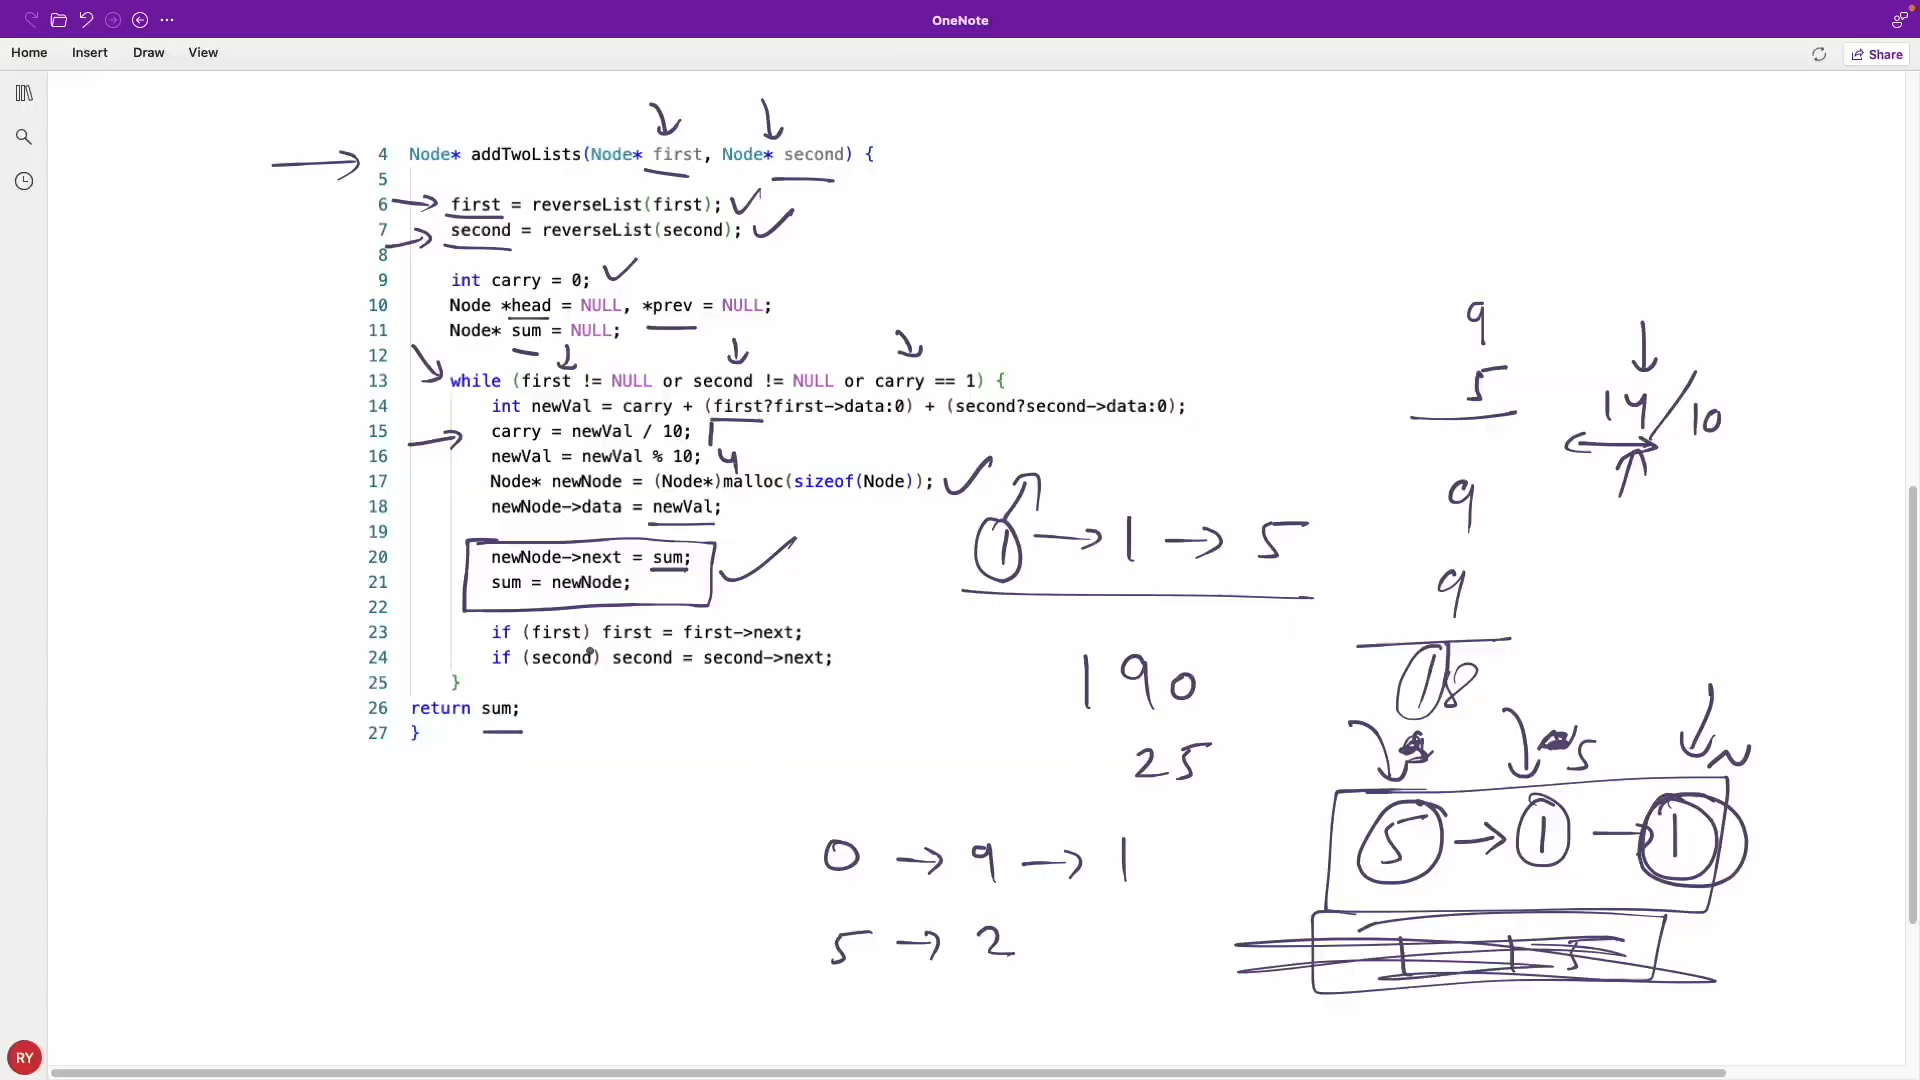 OneNote
Home Insert Draw View
Share
4 Node* addTwoLists(Node* first, Node* second) {
5
6 first = reverseList(first);
7 second = reverseList(second);
8
9 int carry = 0;
10 Node *head = NULL, *prev = NULL;
11 Node* sum = NULL;
12
13 while (first != NULL or second != NULL or carry == 1) {
14 int newVal = carry + (first?first->data:0) + (second?second->data:0);
15 carry = newVal / 10;
16 newVal = newVal % 10;
17 Node* newNode = (Node*)malloc(sizeof(Node));
18 newNode->data = newVal;
19
20 newNode->next = sum;
21 sum = newNode;
22
23 if (first) first = first->next;
24 if (second) second = second->next;
25 }
26 return sum;
27 }
4
1 → 1 → 5
190
25
0 → 9 → 1
5 → 2
9
5
14/10
9
9
18
S N
5 → 1 → 1
1 1 5
RY